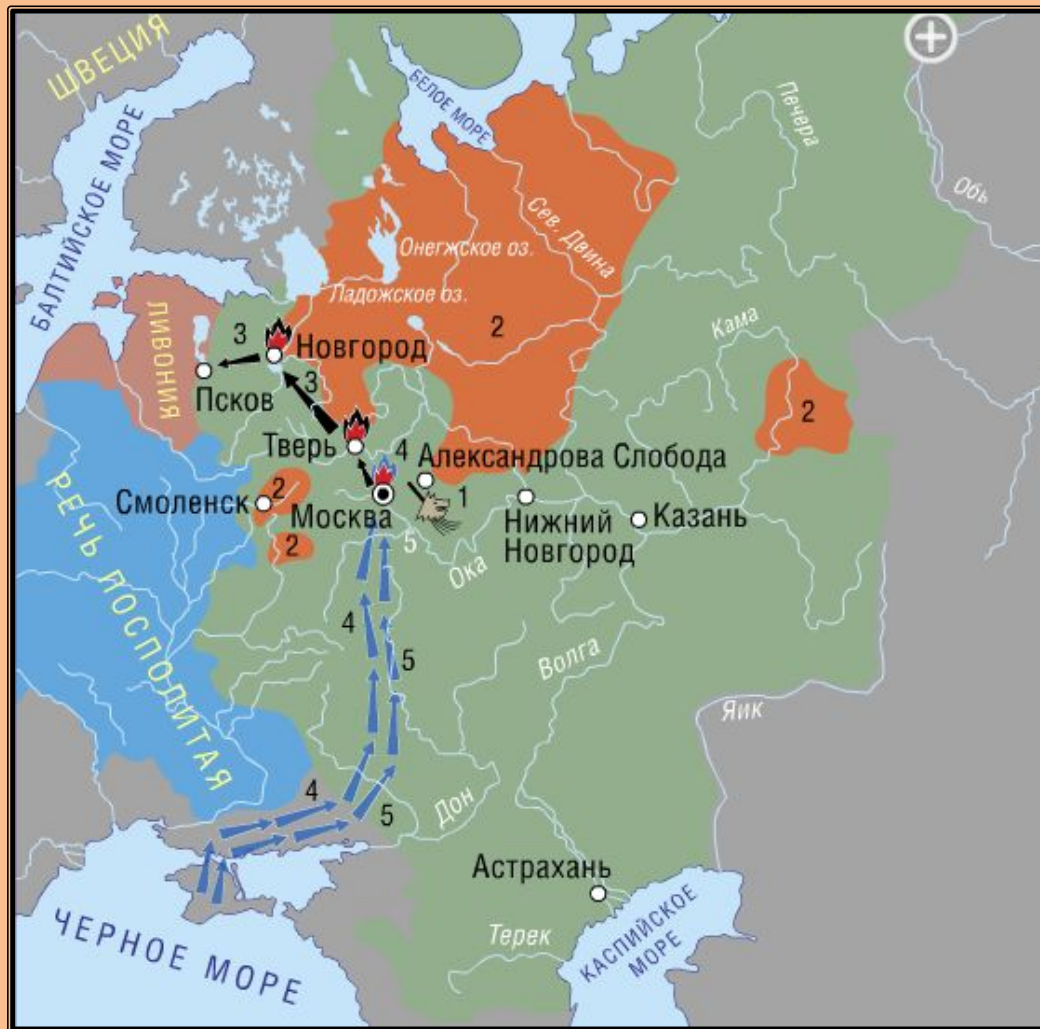 ШВЕЦИЯ
БЕЛОЕ МОРЕ
Печера
Обь
БАЛТИЙСКОЕ МОРЕ
Сев. Двина
Онегжское оз.
Ладожское оз.
ЛИВОНИЯ
2
Кама
3
Новгород
3
Псков
2
Тверь
4
Александрова Слобода
1
Смоленск
2
Москва
Нижний
Новгород
Казань
2
5
Ока
РЕЧЬ ПОСПОЛИТАЯ
4
5
Волга
Яик
4
5
Дон
Астрахань
Терек
ЧЕРНОЕ МОРЕ
КАСПИЙСКОЕ
МОРЕ